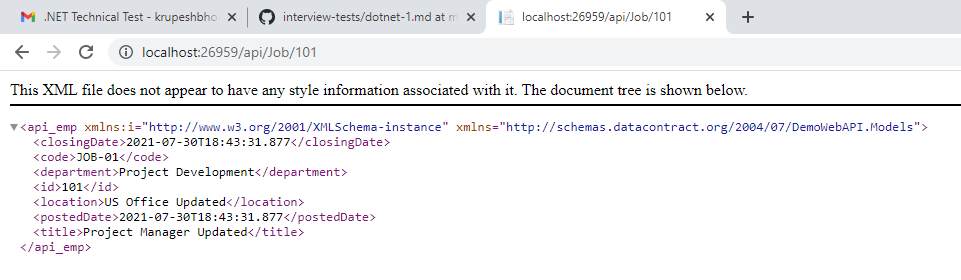 .NET Technical Test - krupeshbho
interview-tests/dotnet-1.md at m
localhost:26959/api/Job/101
localhost:26959/api/Job/101
This XML file does not appear to have any style information associated with it. The document tree is shown below.
▼<api_emp xmlns:i="http://www.w3.org/2001/XMLSchema-instance" xmlns="http://schemas.datacontract.org/2004/07/DemoWebAPI.Models">
<closingDate>2021-07-30T18:43:31.877</closingDate>
<code>JOB-01</code>
<department>Project Development</department>
<id>101</id>
<location>US Office Updated</location>
<postedDate>2021-07-30T18:43:31.877</postedDate>
<title>Project Manager Updated</title>
</api_emp>